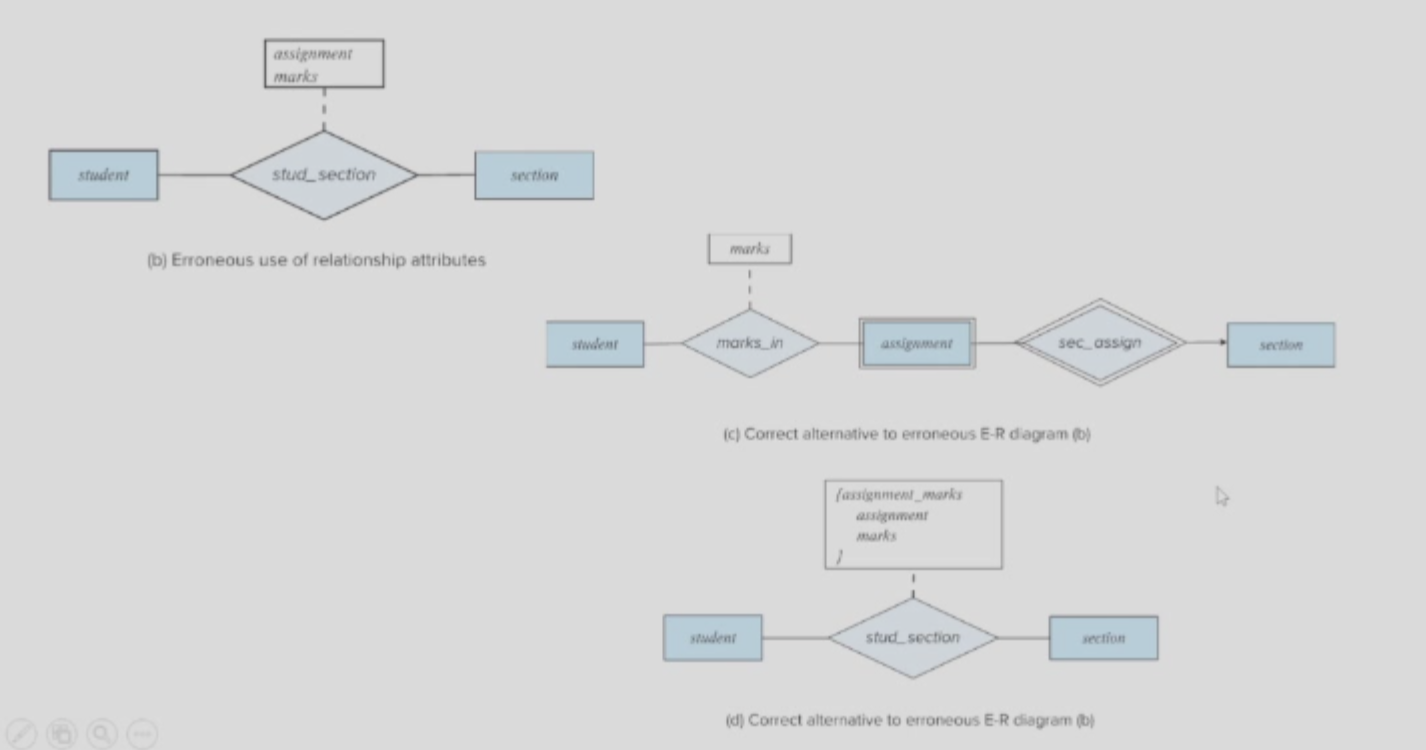 assignment
marks
student
stud_section
section
(b) Erroneous use of relationship attributes
marks
student
marks_in
assignment
sec_assign
section
(c) Correct alternative to erroneous E-R diagram (b)
{assignment_marks
assignment
marks
}
student
stud_section
section
(d) Correct alternative to erroneous E-R diagram (b)